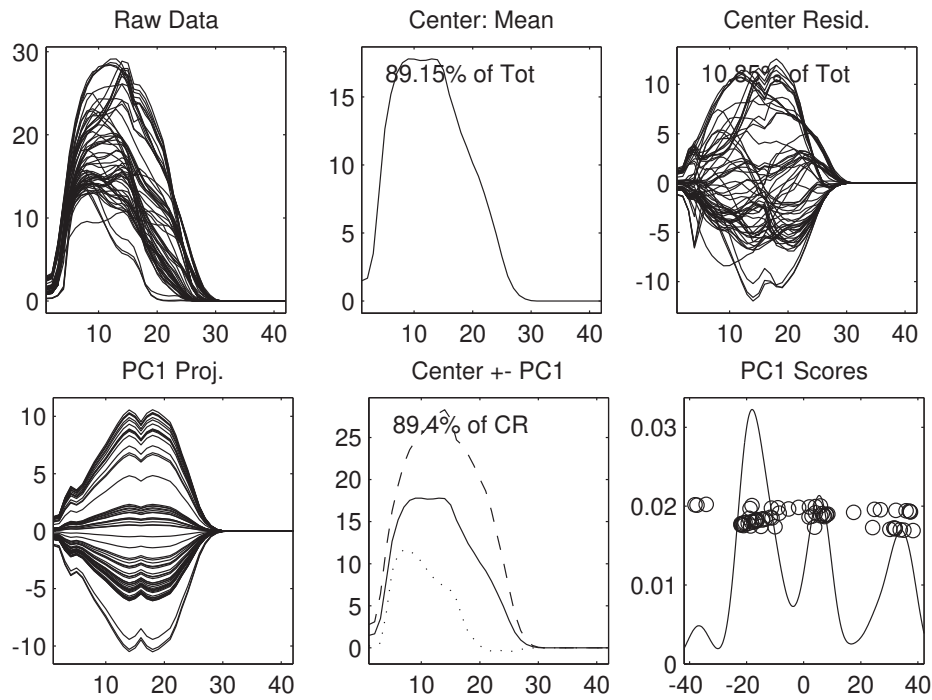 Raw Data
Center: Mean
Center Resid.
30
20
10
0
10 20 30 40
89.15% of Tot
15
10
5
0
10 20 30 40
10.85% of Tot
10
5
0
-5
-10
10 20 30 40
PC1 Proj.
Center +- PC1
PC1 Scores
10
5
0
-5
-10
10 20 30 40
89.4% of CR
25
20
15
10
5
0
10 20 30 40
0.03
0.02
0.01
0
-40 -20 0 20 40